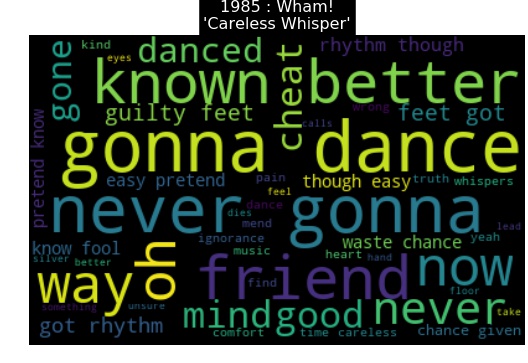 1985 : Wham!
'Careless Whisper'
kind
eyes
danced
rhythm though
gone
known
cheat
better
guilty feet
wrong
feet got
calls
pretend know
gonna
dance
easy pretend
pain
though easy
truth
whispers
feel
never
dance
gonna
dies
mend
lead
know fool
ignorance
waste chance
yeah
silver
better
oh
music
heart
hand
now
way
friend
find
floor
something
unsure
mind
good
never
take
got rhythm
comfort
time careless
chance given